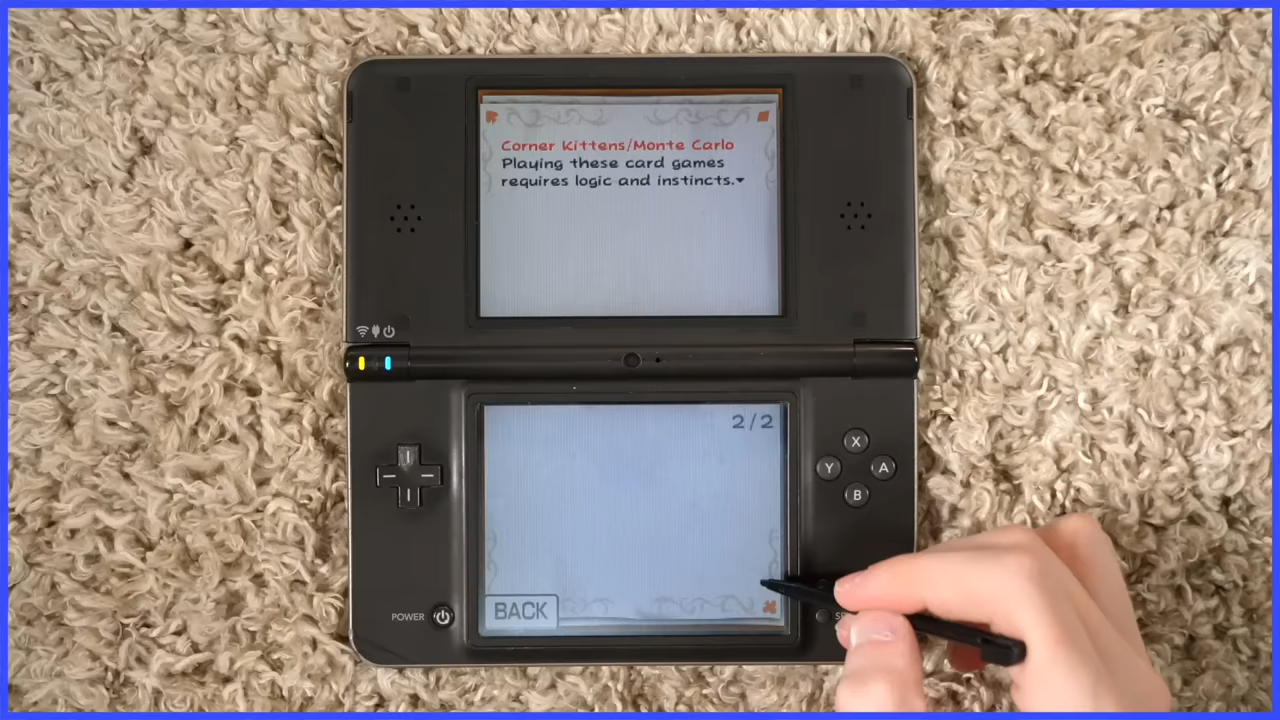 Corner Kittens/Monte Carlo
Playing these card games
requires logic and instincts.
2/2
X
Y A
B
BACK
POWER